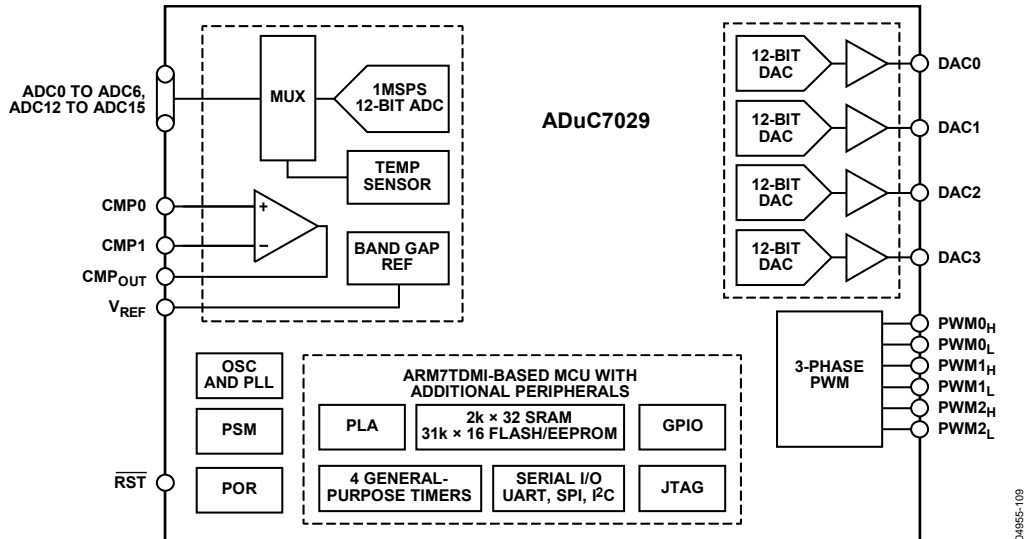 ADuC7029
ADC0 TO ADC6,
ADC12 TO ADC15
MUX
1MSPS
12-BIT ADC
TEMP
SENSOR
CMP0
+
CMP1
−
CMPOUT
VREF
BAND GAP
REF
12-BIT
DAC
DAC0
12-BIT
DAC
DAC1
12-BIT
DAC
DAC2
12-BIT
DAC
DAC3
3-PHASE
PWM
PWM0H
PWM0L
PWM1H
PWM1L
PWM2H
PWM2L
OSC
AND PLL
PSM
RST
POR
ARM7TDMI-BASED MCU WITH
ADDITIONAL PERIPHERALS
PLA
2k × 32 SRAM
31k × 16 FLASH/EEPROM
GPIO
4 GENERAL-
PURPOSE TIMERS
SERIAL I/O
UART, SPI, I2C
JTAG
04955-109